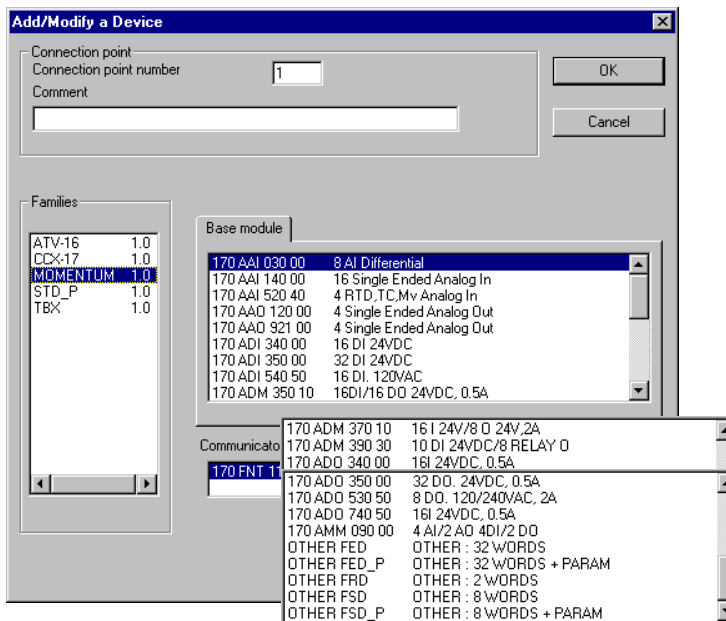 Add/Modify a Device
Connection point
Connection point number 1
OK
Comment
Cancel
Families
ATV-16 1.0
CCX-17 1.0
MOMENTUM 1.0
STD_P 1.0
TBX 1.0
Base module
170 AAI 030 00 8 AI Differential
170 AAI 140 00 16 Single Ended Analog In
170 AAI 520 40 4 RTD,TC,Mv Analog In
170 AAO 120 00 4 Single Ended Analog Out
170 AAO 921 00 4 Single Ended Analog Out
170 ADI 340 00 16 DI 24VDC
170 ADI 350 00 32 DI 24VDC
170 ADI 540 50 16 DI. 120VAC
170 ADM 350 10 16DI/16 DO 24VDC, 0.5A
170 ADM 370 10 16 I 24V/8 O 24V,2A
170 ADM 390 30 10 DI 24VDC/8 RELAY O
170 ADO 340 00 16I 24VDC, 0.5A
170 ADO 350 00 32 DO. 24VDC, 0.5A
170 ADO 530 50 8 DO. 120/240VAC, 2A
170 ADO 740 50 16I 24VDC, 0.5A
170 AMM 090 00 4 AI/2 AO 4DI/2 DO
OTHER FED OTHER : 32 WORDS
OTHER FED_P OTHER : 32 WORDS + PARAM
OTHER FRD OTHER : 2 WORDS
OTHER FSD OTHER : 8 WORDS
OTHER FSD_P OTHER : 8 WORDS + PARAM
Communicato
170 FNT 11